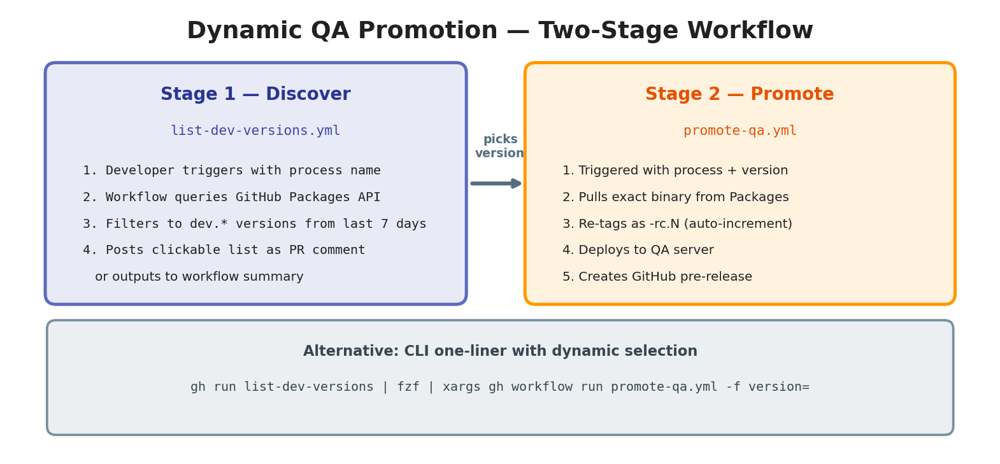 Dynamic QA Promotion — Two-Stage Workflow
Stage 1 — Discover
list-dev-versions.yml
1. Developer triggers with process name
2. Workflow queries GitHub Packages API
3. Filters to dev.* versions from last 7 days
4. Posts clickable list as PR comment
or outputs to workflow summary
picks
version
Stage 2 — Promote
promote-qa.yml
1. Triggered with process + version
2. Pulls exact binary from Packages
3. Re-tags as -rc.N (auto-increment)
4. Deploys to QA server
5. Creates GitHub pre-release
Alternative: CLI one-liner with dynamic selection
gh run list-dev-versions | fzf | xargs gh workflow run promote-qa.yml -f version=